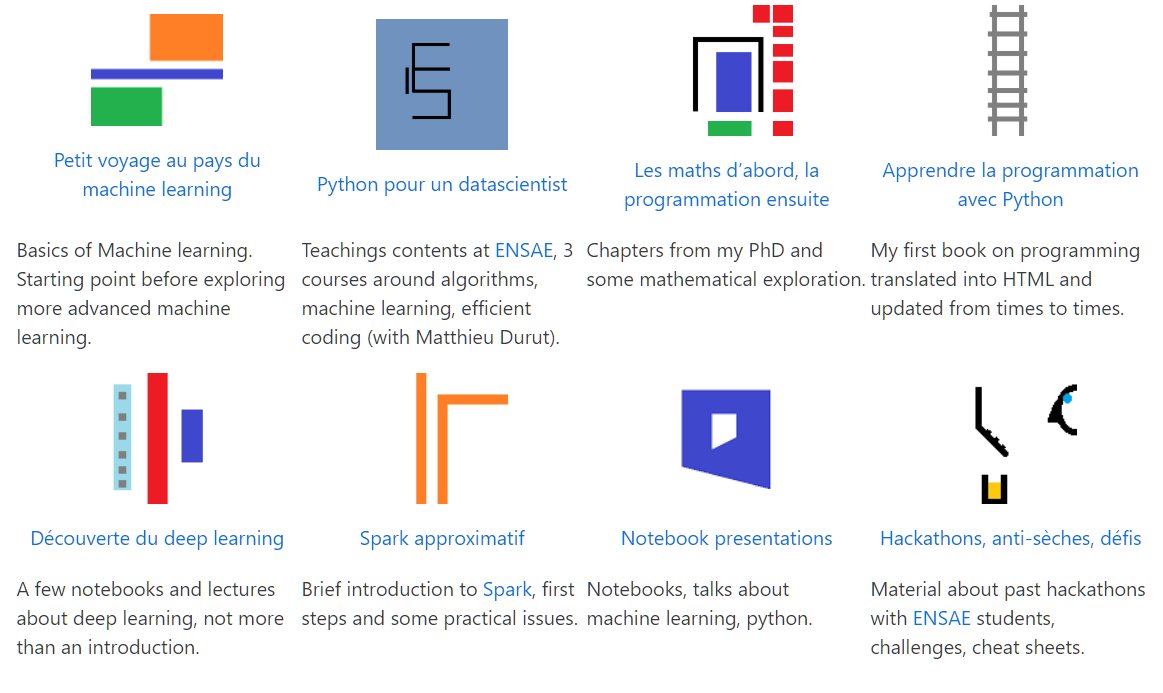 Petit voyage au pays du
machine learning
Python pour un datascientist
Les maths d’abord, la
programmation ensuite
Apprendre la programmation
avec Python
Basics of Machine learning.
Starting point before exploring
more advanced machine
learning.
Teachings contents at ENSAE, 3
courses around algorithms,
machine learning, efficient
coding (with Matthieu Durut).
Chapters from my PhD and
some mathematical exploration.
My first book on programming
translated into HTML and
updated from times to times.
Découverte du deep learning
Spark approximatif
Notebook presentations
Hackathons, anti-sèches, défis
A few notebooks and lectures
about deep learning, not more
than an introduction.
Brief introduction to Spark, first
steps and some practical issues.
Notebooks, talks about
machine learning, python.
Material about past hackathons
with ENSAE students,
challenges, cheat sheets.